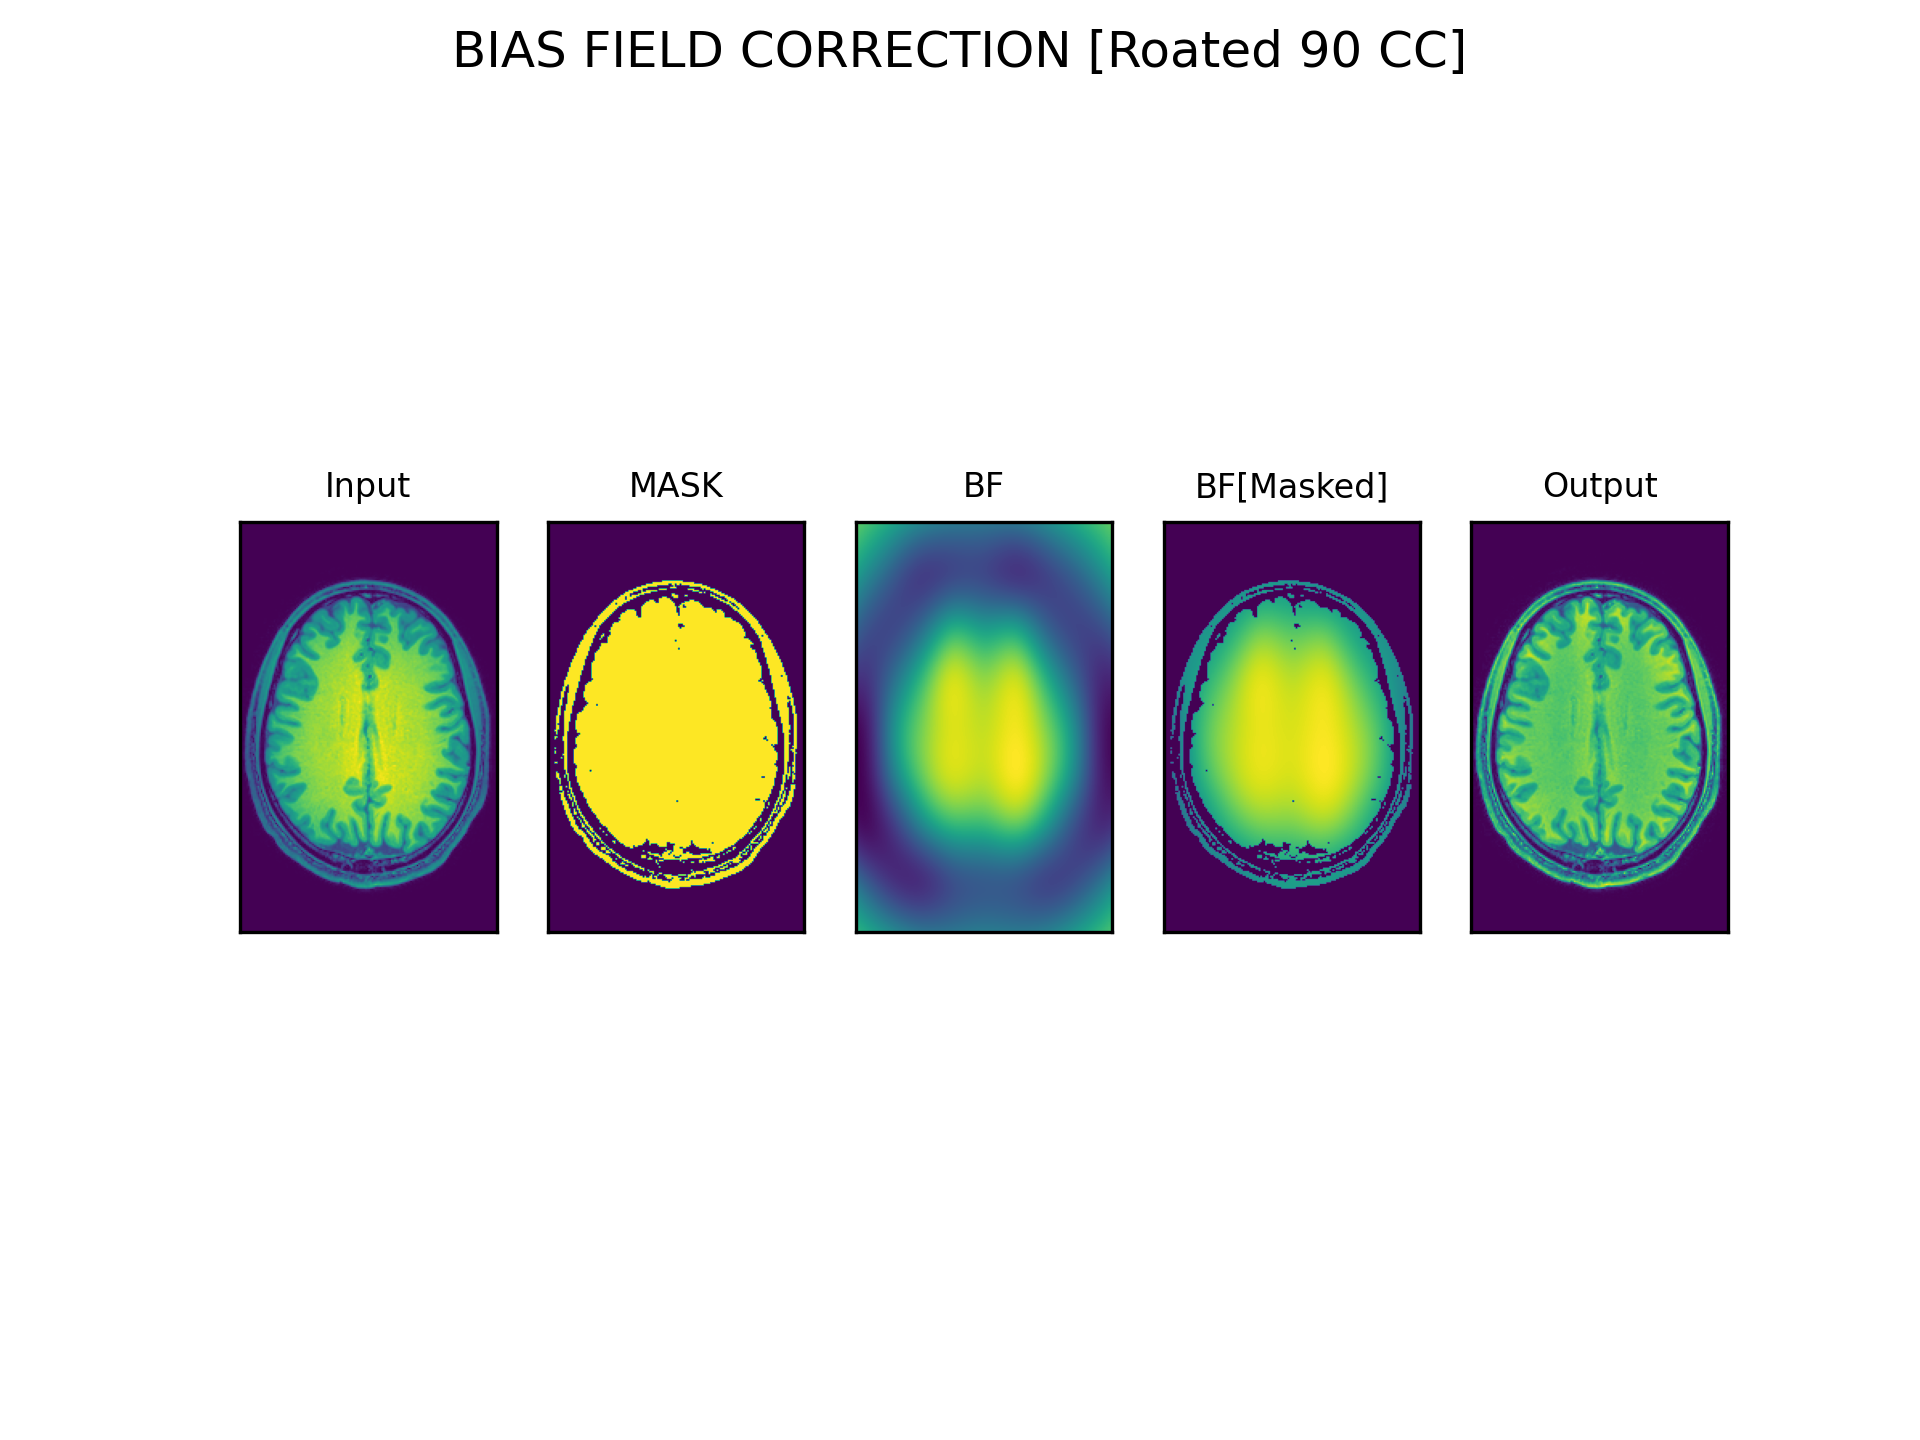 BIAS FIELD CORRECTION [Roated 90 CC]
Input
MASK
BF
BF[Masked]
Output